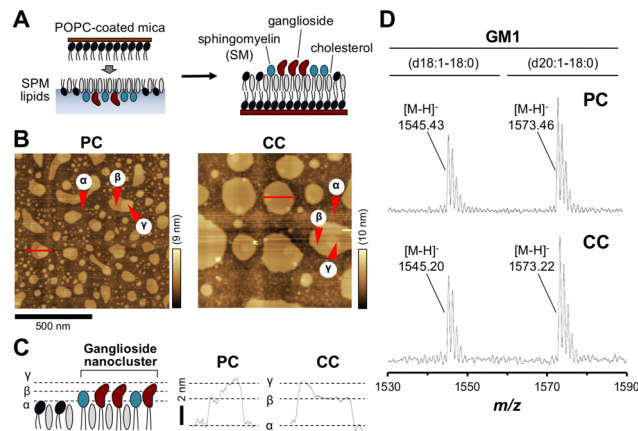 A
POPC-coated mica
SPM
lipids
ganglioside
sphingomyelin
(SM)
cholesterol
B
PC
α
β
γ
(9 nm)
500 nm
CC
α
β
γ
(10 nm)
C
Ganglioside
nanocluster
γ
β
α
2 nm
PC
CC
γ
β
α
D
GM1
(d18:1-18:0)
(d20:1-18:0)
PC
[M-H]-
1545.43
[M-H]-
1573.46
CC
[M-H]-
1545.20
[M-H]-
1573.22
1530
1550
1570
1590
m/z